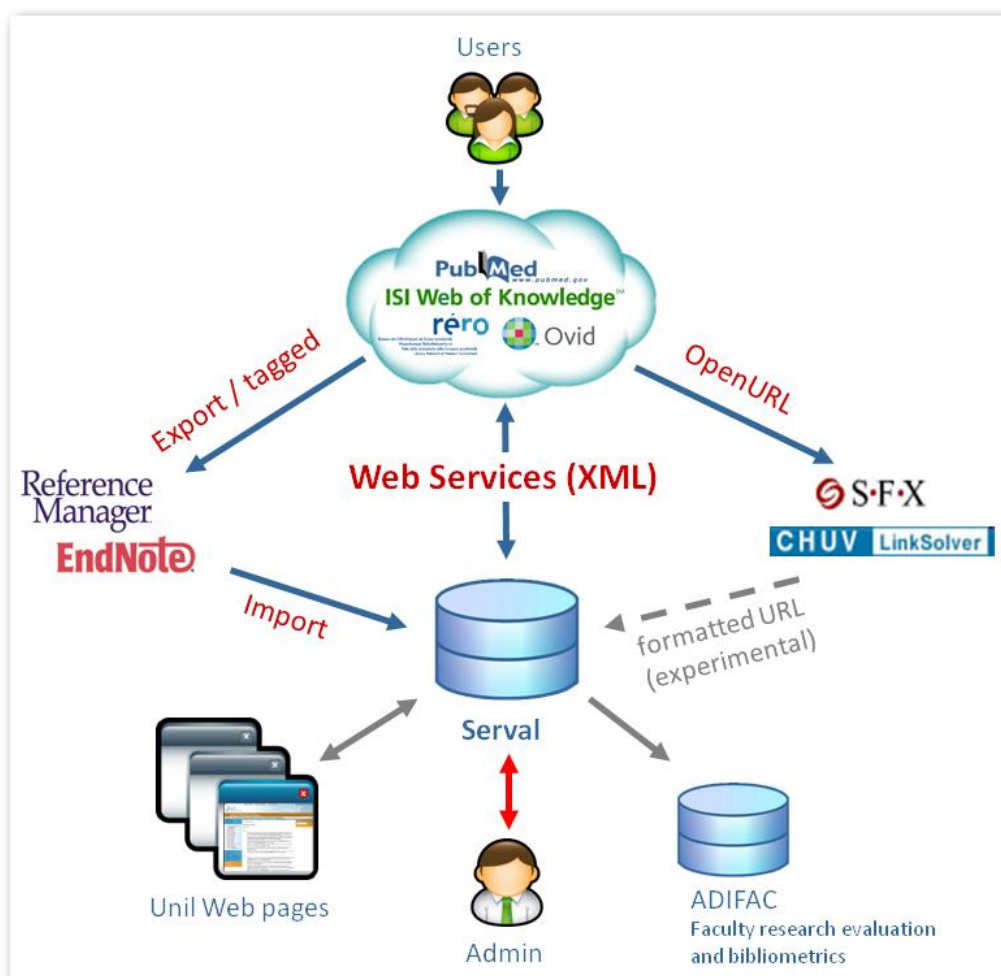 Users
PubMed
www.pubmed.gov
ISI Web of Knowledge℠
réro
Ovid
Export / tagged
OpenURL
Web Services (XML)
Reference
Manager
EndNote
S·F·X
CHUV LinkSolver
Import
formatted URL
(experimental)
Serval
Unil Web pages
Admin
ADIFAC
Faculty research evaluation
and bibliometrics